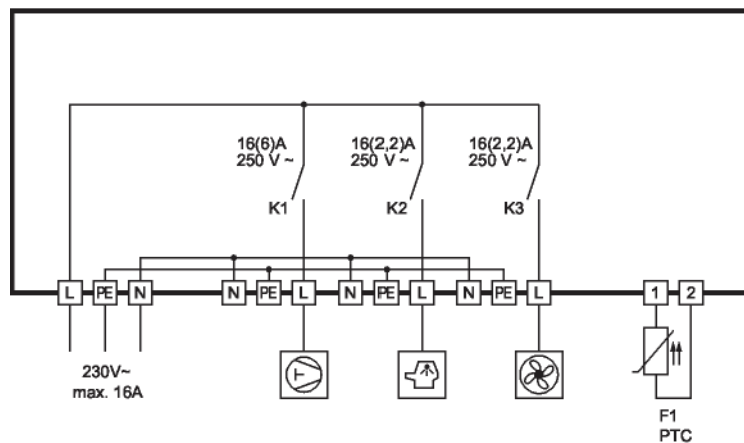 16(6)A
250 V ~
16(2,2)A
250 V ~
16(2,2)A
250 V ~
K1
K2
K3
L PE N N PE L N PE L N PE L 1 2
230V~
max. 16A
F1
PTC